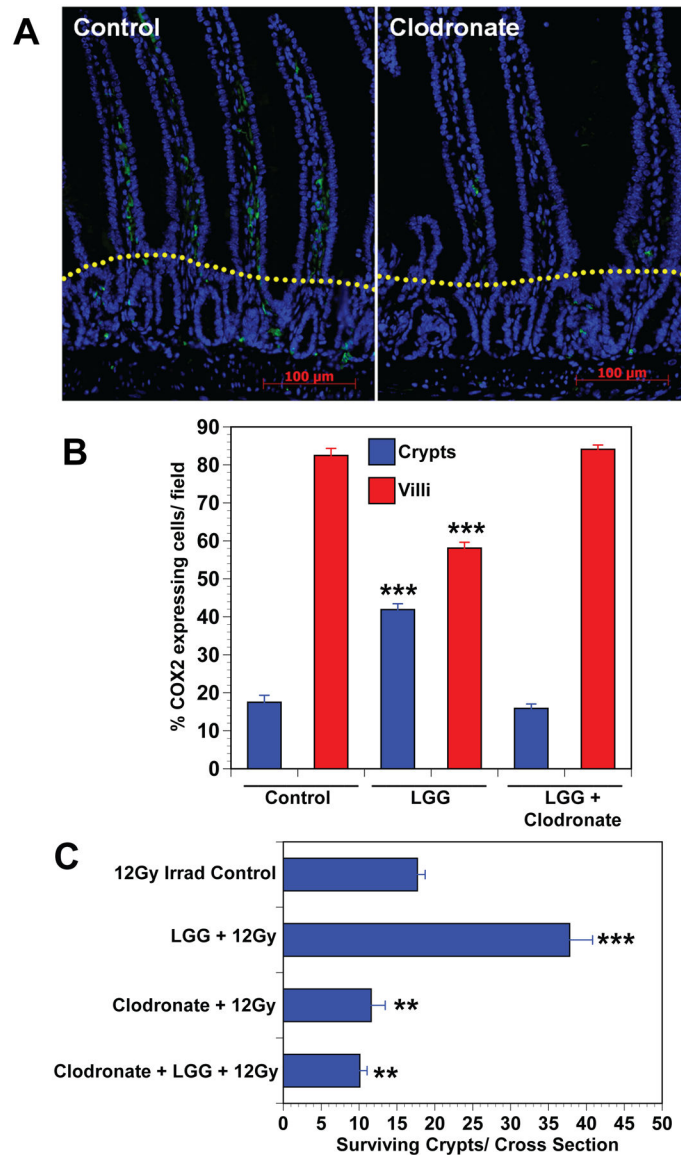 A
Control
Clodronate
100 µm
100 µm
B
% COX2 expressing cells/ field
90
80
70
60
50
40
30
20
10
0
Crypts
Villi
***
***
Control
LGG
LGG +
Clodronate
C
12Gy Irrad Control
LGG + 12Gy
***
Clodronate + 12Gy
**
Clodronate + LGG + 12Gy
**
0 5 10 15 20 25 30 35 40 45 50
Surviving Crypts/ Cross Section